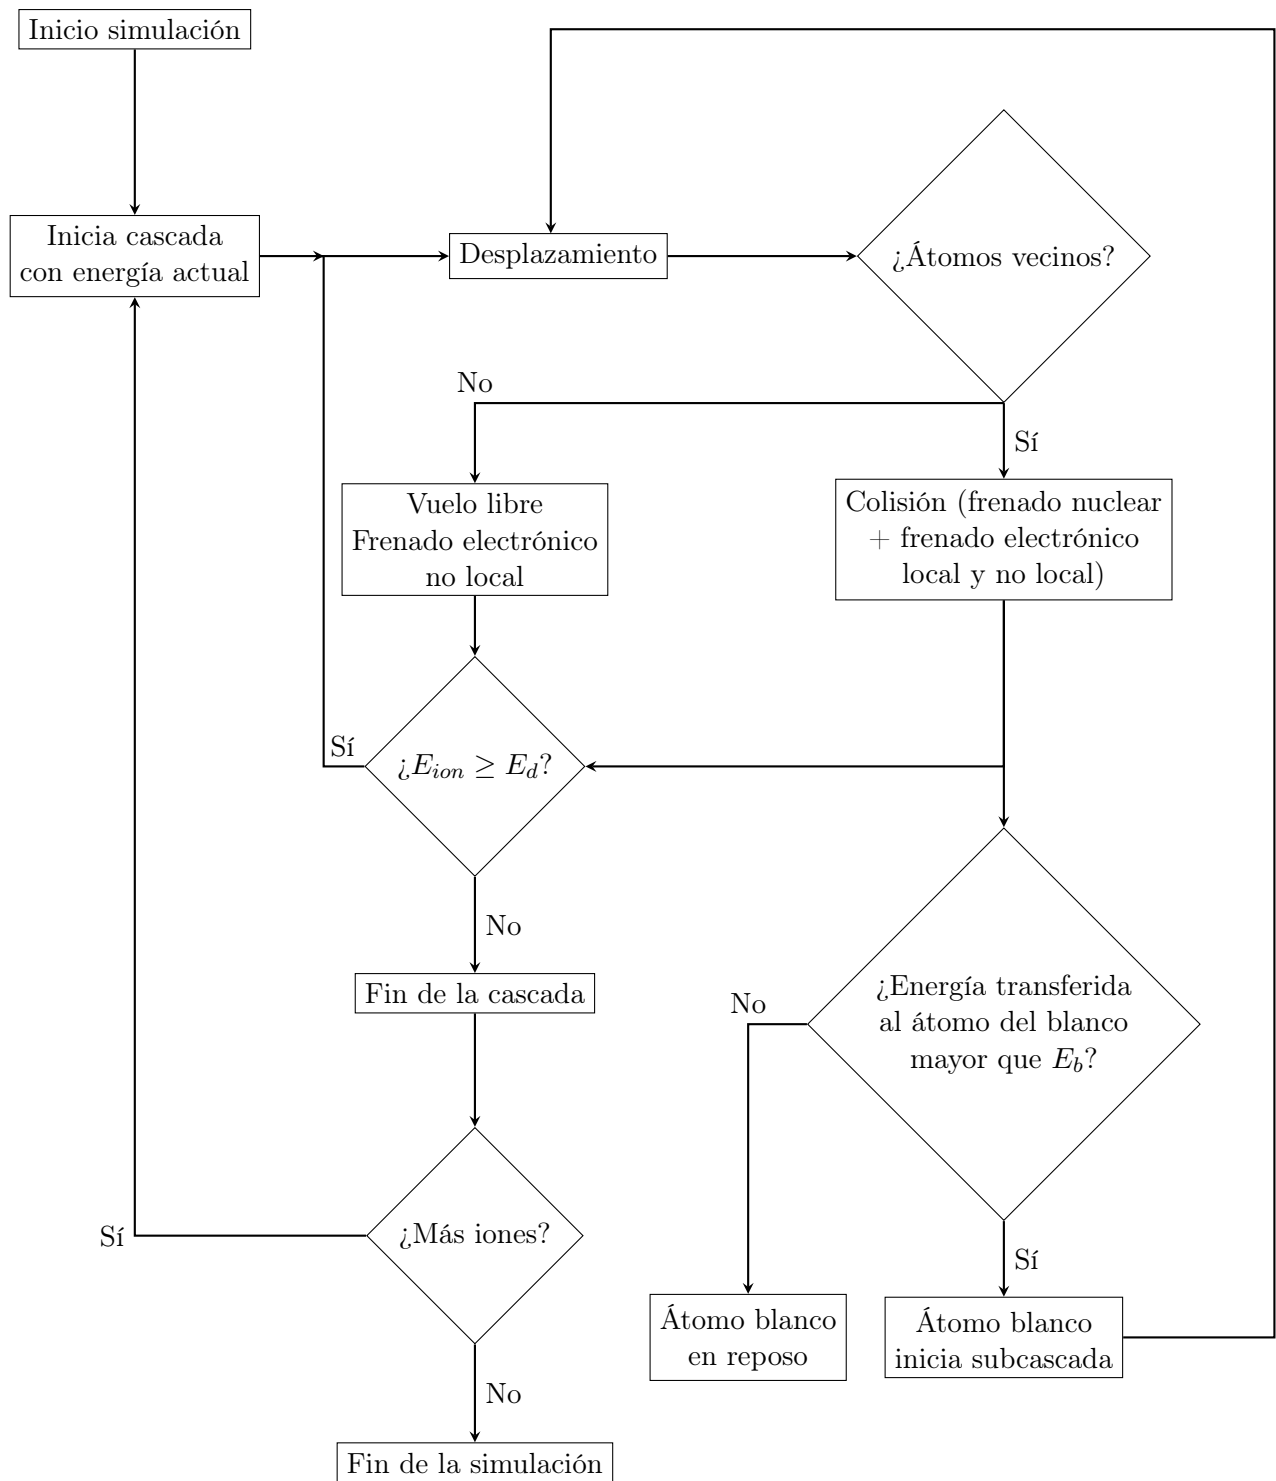 Inicio simulación
Inicia cascada
con energía actual
Desplazamiento
¿Átomos vecinos?
No
Sí
Vuelo libre
Frenado electrónico
no local
Colisión (frenado nuclear
+ frenado electrónico
local y no local)
Sí
¿E_{ion} ≥ E_d?
No
Fin de la cascada
No
¿Energía transferida
al átomo del blanco
mayor que E_b?
Sí
¿Más iones?
Sí
Átomo blanco
en reposo
Átomo blanco
inicia subcascada
No
Fin de la simulación